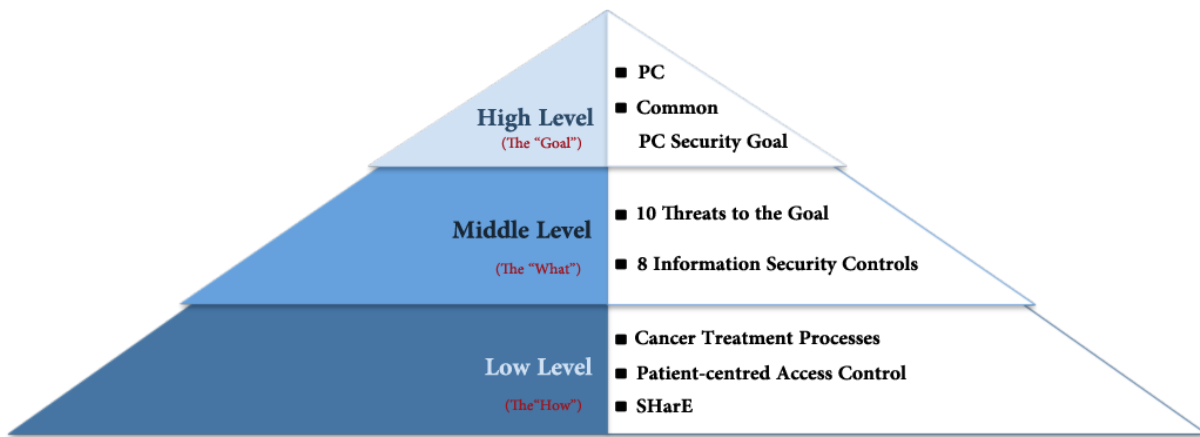 High Level
(The “Goal”)
■ PC
■ Common
PC Security Goal
Middle Level
(The “What”)
■ 10 Threats to the Goal
■ 8 Information Security Controls
Low Level
(The“How”)
■ Cancer Treatment Processes
■ Patient-centred Access Control
■ SHarE